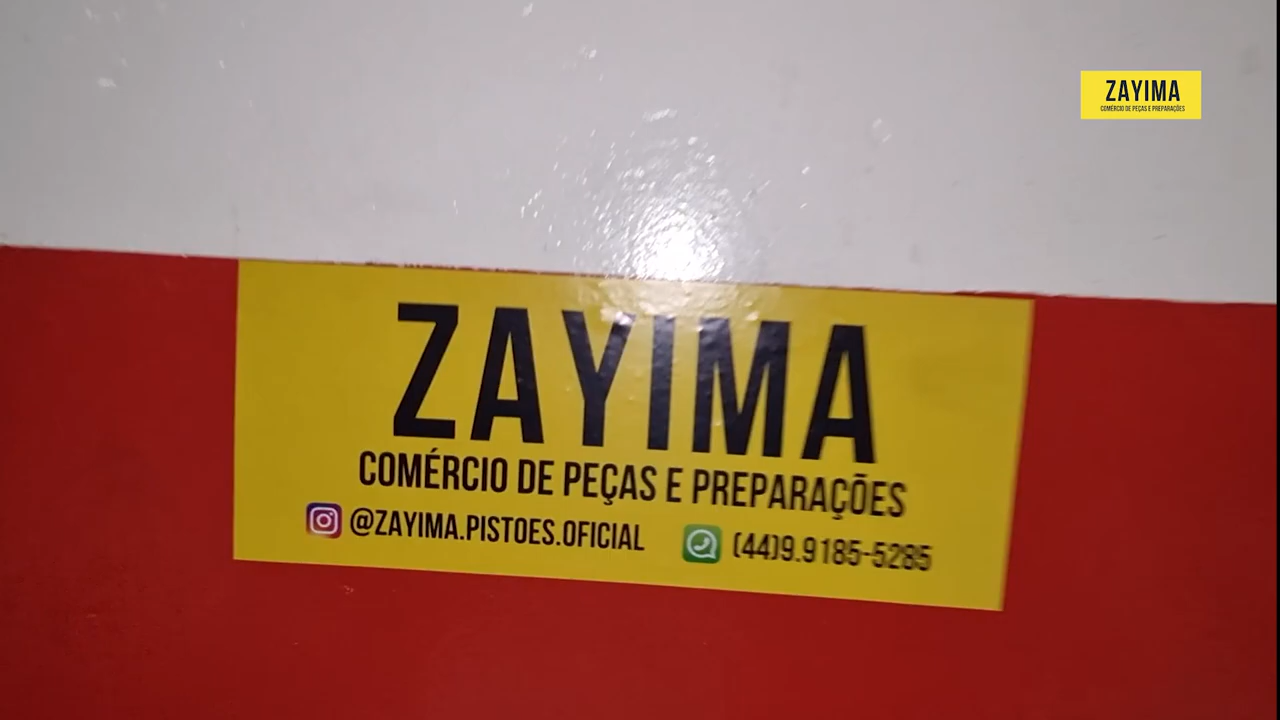 ZAYIMA
COMÉRCIO DE PEÇAS E PREPARAÇÕES
ZAYIMA
COMÉRCIO DE PEÇAS E PREPARAÇÕES
@ZAYIMA.PISTOES.OFICIAL (44)9.9185-5285